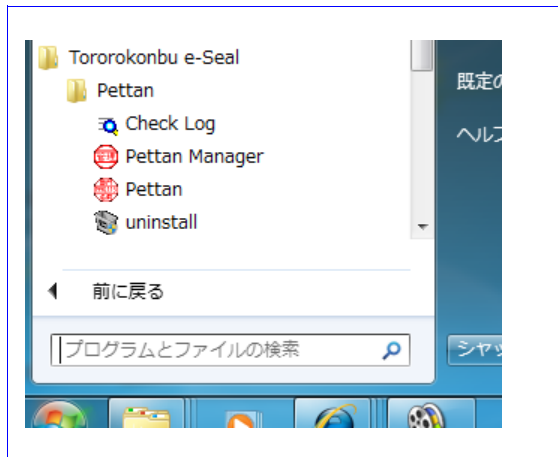 Tororokonbu e-Seal
Pettan
Check Log
Pettan Manager
Pettan
uninstall
前に戻る
プログラムとファイルの検索
既定の
ヘルプ
シャッ